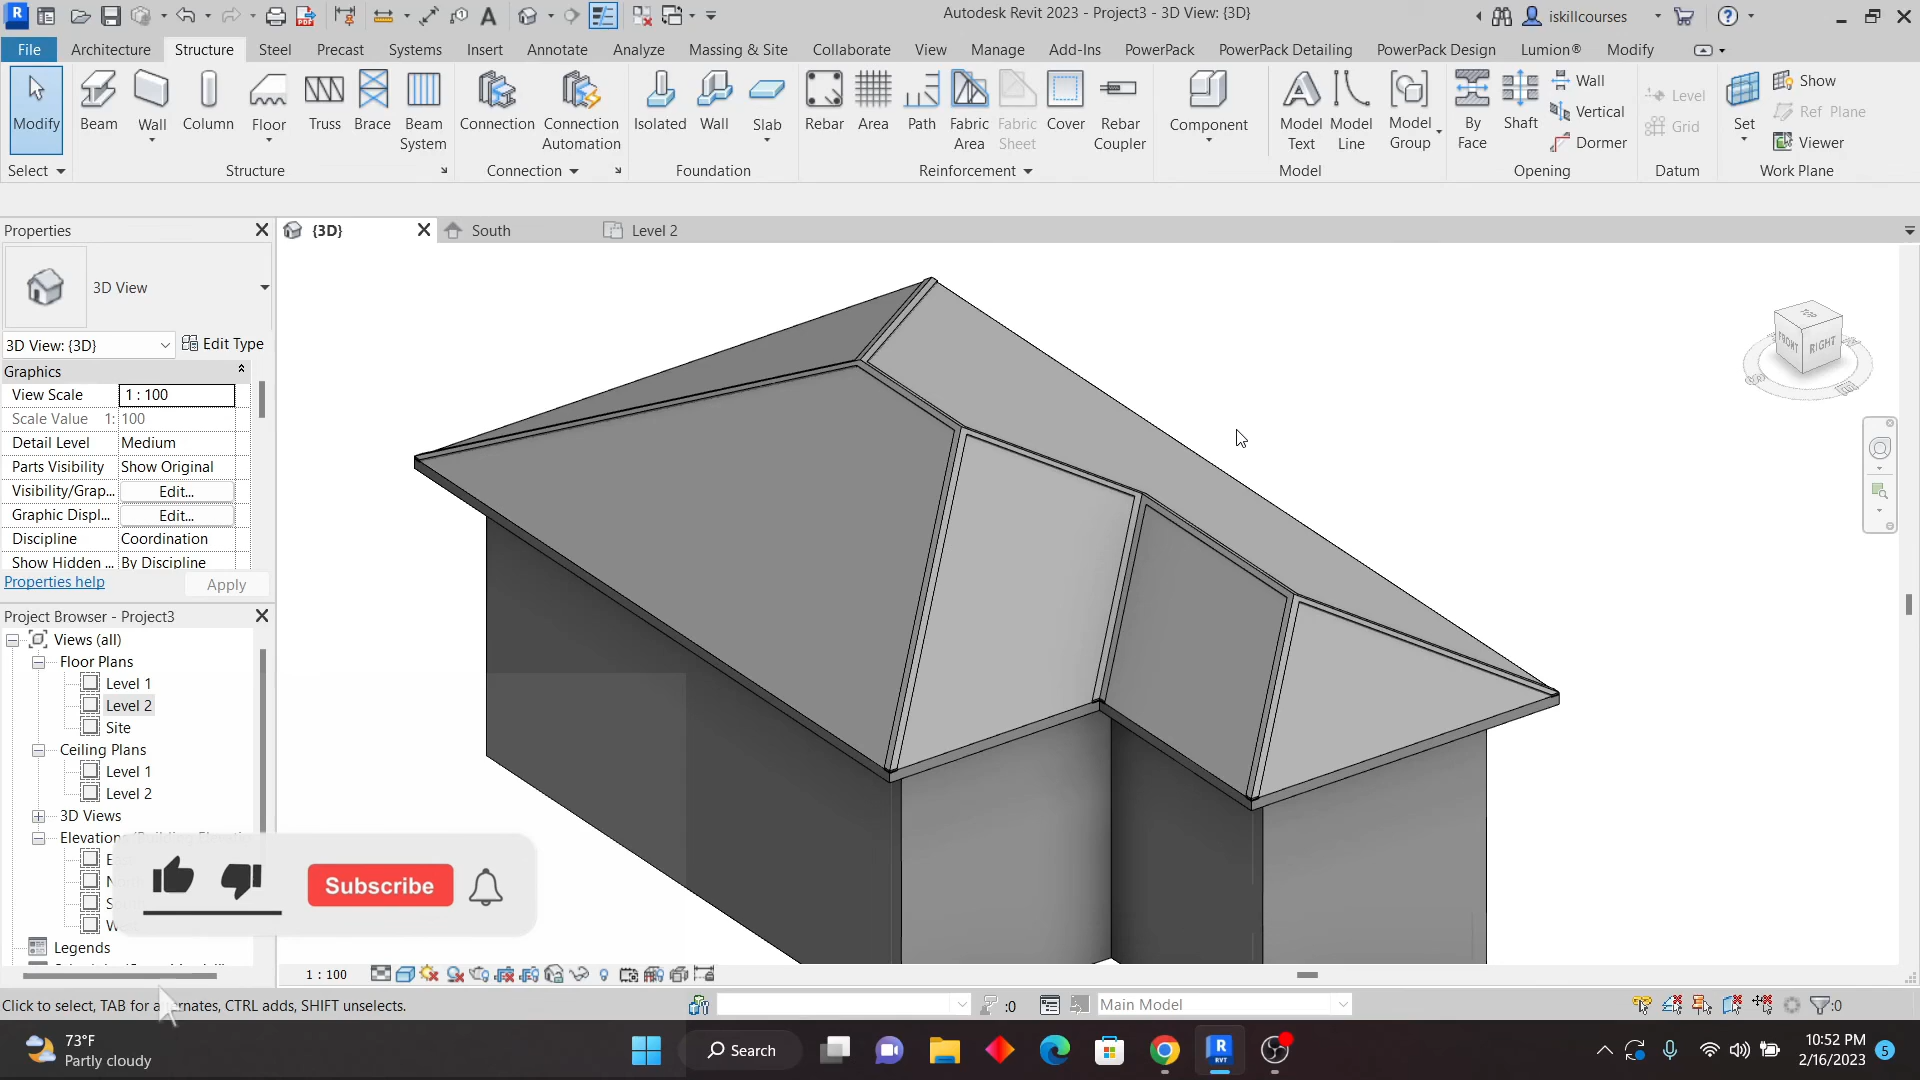 Autodesk Revit 2023 - Project3 - 3D View: {3D}
iskillcourses
File Architecture Structure Steel Precast Systems Insert Annotate Analyze Massing & Site Collaborate View Manage Add-Ins PowerPack PowerPack Detailing PowerPack Design Lumion® Modify
Modify Beam Wall Column Floor Truss Brace Beam System Connection Connection Automation Isolated Wall Slab Rebar Area Path Fabric Area Fabric Sheet Cover Rebar Coupler Component Model Text Model Line Model Group By Face Shaft Wall Vertical Dormer Level Grid Set Show Ref Plane Viewer
Select Structure Connection Foundation Reinforcement Model Opening Datum Work Plane
Properties
{3D} South Level 2
3D View
3D View: {3D} Edit Type
Graphics
View Scale 1 : 100
Scale Value 1: 100
Detail Level Medium
Parts Visibility Show Original
Visibility/Grap... Edit...
Graphic Displ... Edit...
Discipline Coordination
Show Hidden ... By Discipline
Properties help Apply
TOP
FRONT RIGHT
Project Browser - Project3
Views (all)
Floor Plans
Level 1
Level 2
Site
Ceiling Plans
Level 1
Level 2
3D Views
Subscribe
Legends
1 : 100
Click to select, TAB for alternates, CTRL adds, SHIFT unselects.
:0
Main Model
:0
73°F
Partly cloudy
Search
10:52 PM
2/16/2023
5